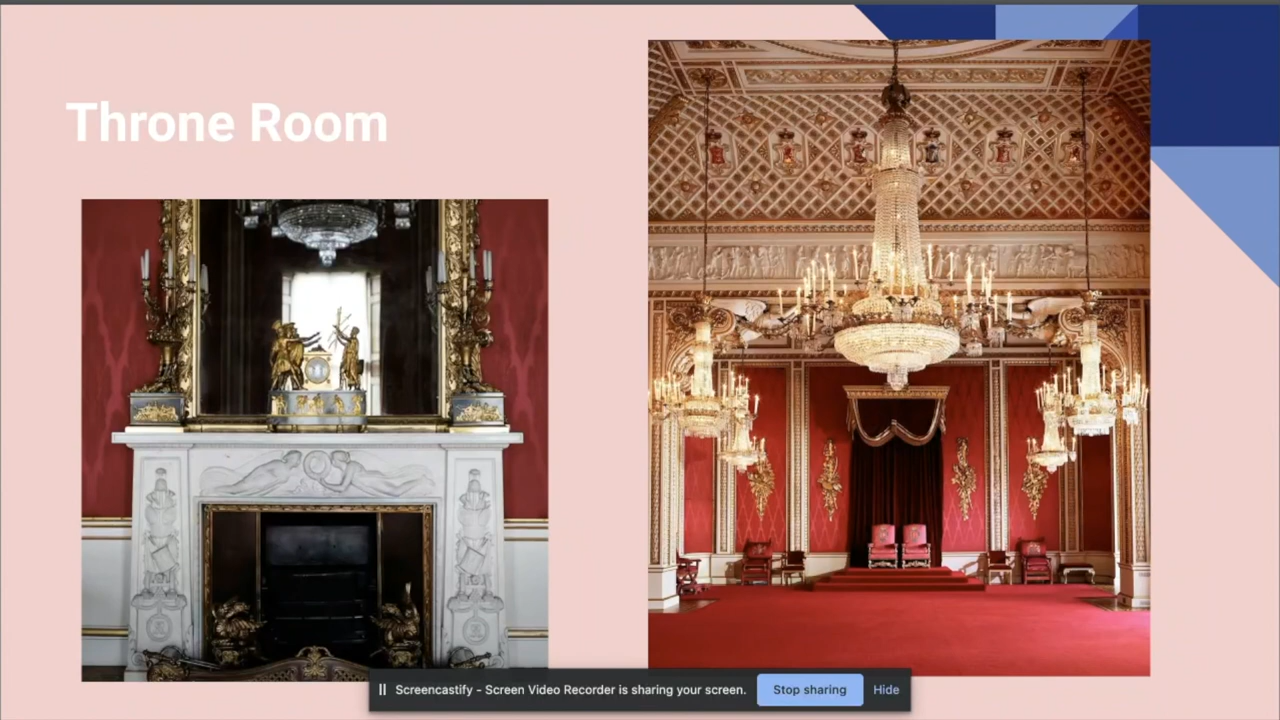 Throne Room
Screencastify - Screen Video Recorder is sharing your screen.
Stop sharing
Hide